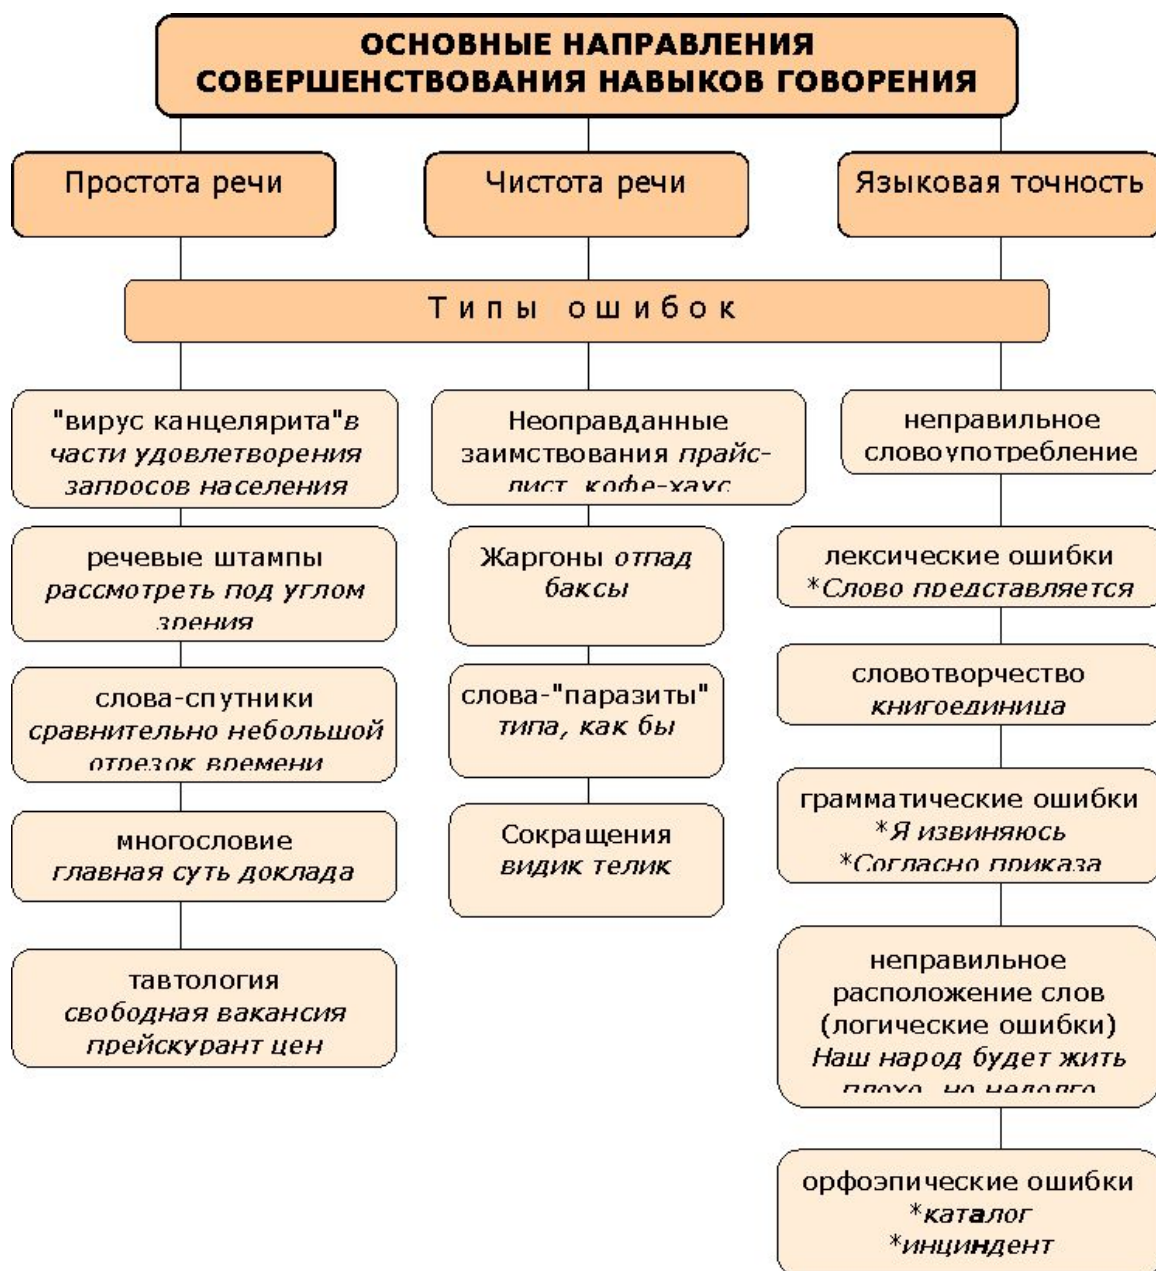 ОСНОВНЫЕ НАПРАВЛЕНИЯ
СОВЕРШЕНСТВОВАНИЯ НАВЫКОВ ГОВОРЕНИЯ
Простота речи
Чистота речи
Языковая точность
Типы ошибок
"вирус канцелярита"в
части удовлетворения
запросов населения
речевые штампы
рассмотреть под углом
зрения
слова-спутники
сравнительно небольшой
отрезок времени
многословие
главная суть доклада
тавтология
свободная вакансия
прейскурант цен
Неоправданные
заимствования прайс-
лист, кофе-хаус
Жаргоны отпад
баксы
слова-"паразиты"
типа, как бы
Сокращения
видик телик
неправильное
словоупотребление
лексические ошибки
*Слово представляется
словотворчество
книгоединица
грамматические ошибки
*Я извиняюсь
*Согласно приказа
неправильное
расположение слов
(логические ошибки)
Наш народ будет жить
плохо, но недолго
орфоэпические ошибки
*каталог
*инциндент